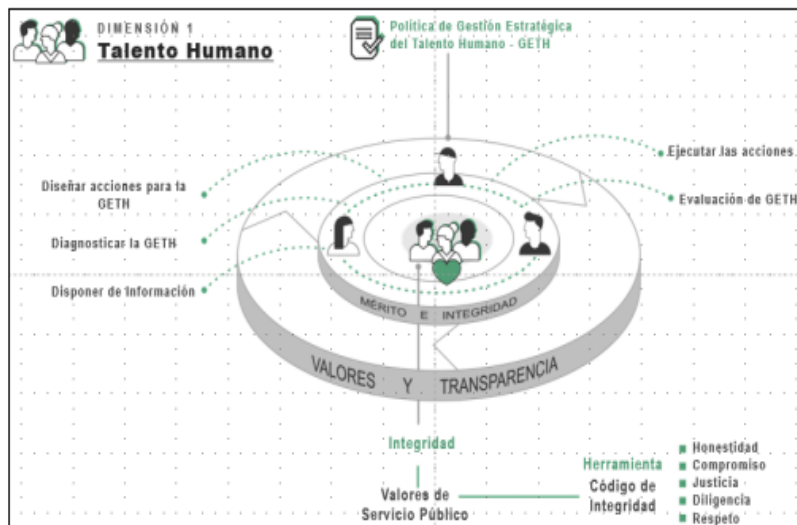 DIMENSIÓN 1
Talento Humano
Política de Gestión Estratégica
del Talento Humano - GETH
Ejecutar las acciones
Diseñar acciones para la
GETH
Evaluación de GETH
Diagnosticar la GETH
Disponer de Información
MÉRITO E INTEGRIDAD
VALORES Y TRANSPARENCIA
Integridad
Valores de
Servicio Público
Herramienta
Código de
Integridad
Honestidad
Compromiso
Justicia
Diligencia
Respeto